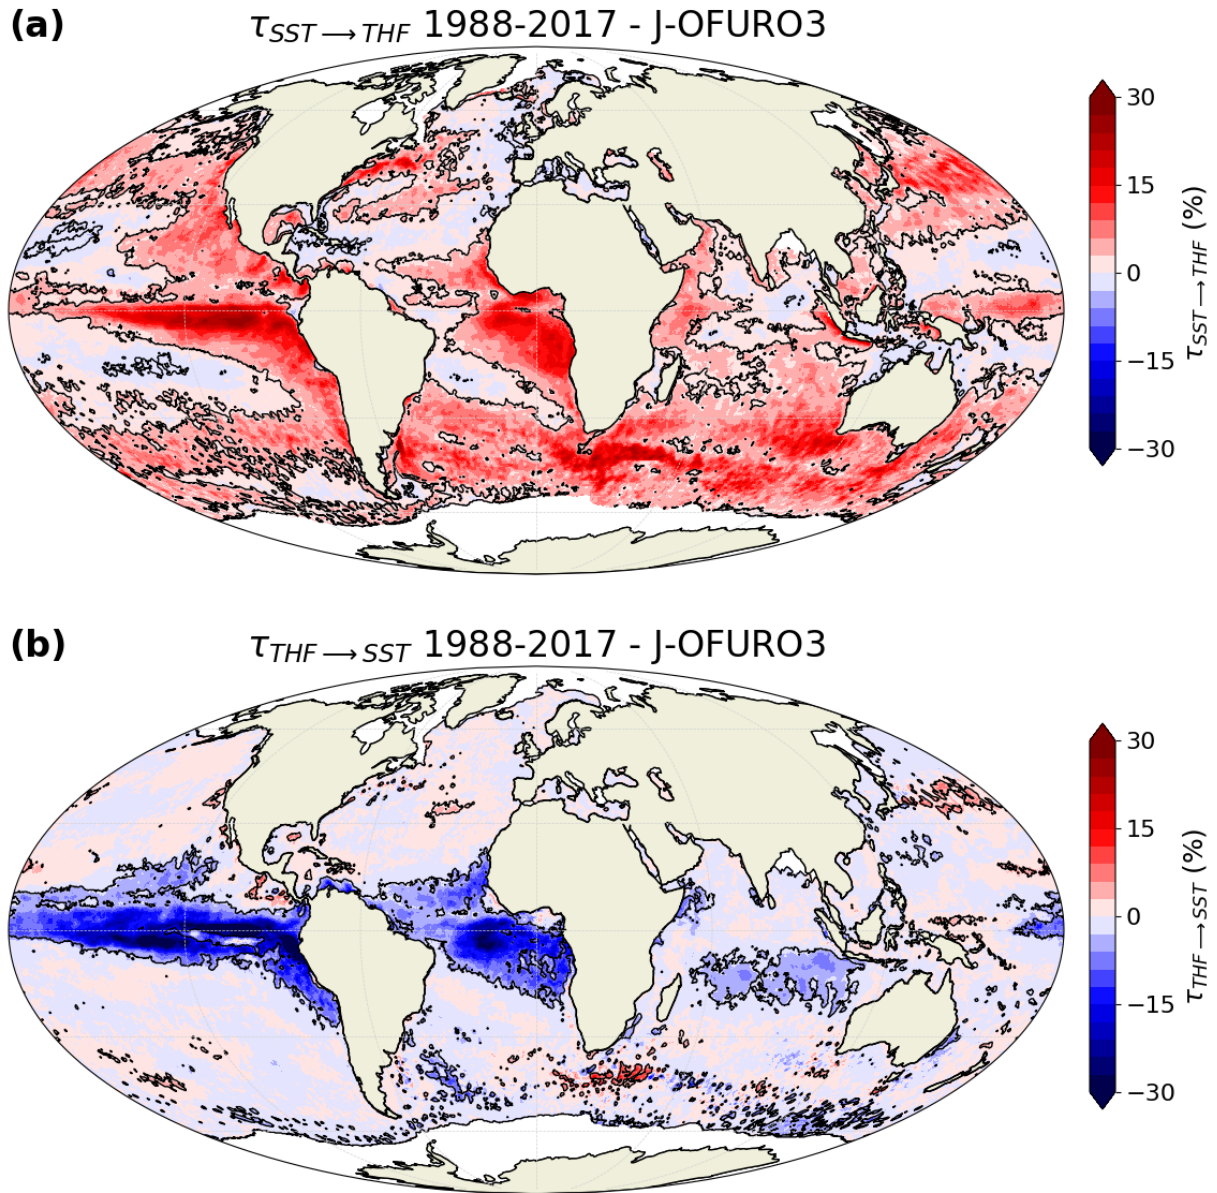 (a)
τSST⟶THF 1988-2017 - J-OFURO3
30
15
0
−15
−30
τSST⟶THF (%)
(b)
τTHF⟶SST 1988-2017 - J-OFURO3
30
15
0
−15
−30
τTHF⟶SST (%)